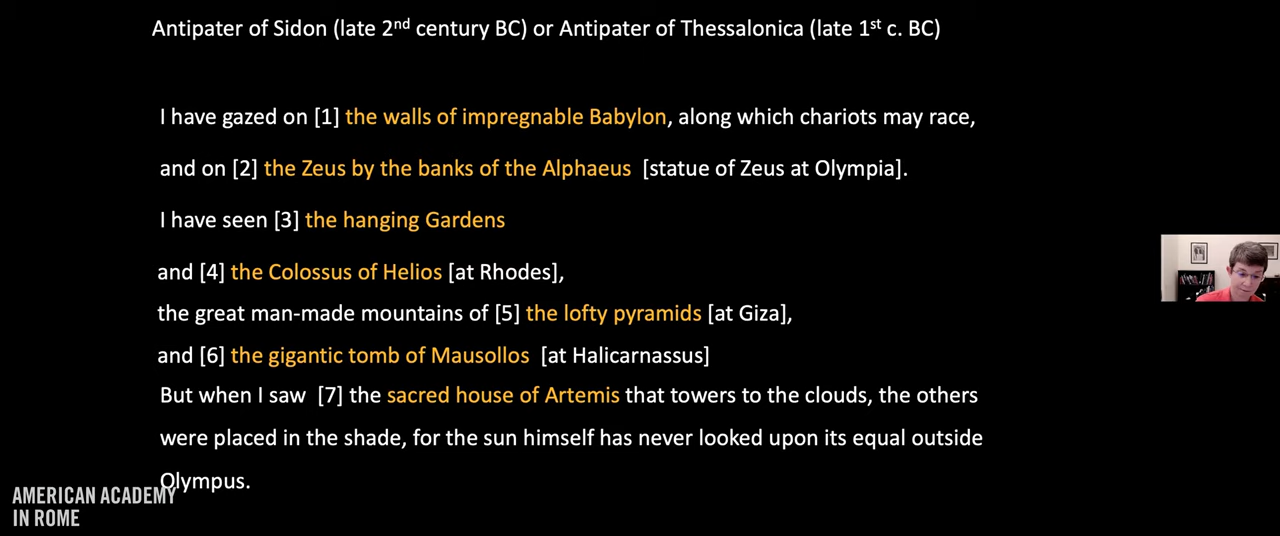 Antipater of Sidon (late 2nd century BC) or Antipater of Thessalonica (late 1st c. BC)
I have gazed on [1] the walls of impregnable Babylon, along which chariots may race,
and on [2] the Zeus by the banks of the Alphaeus [statue of Zeus at Olympia].
I have seen [3] the hanging Gardens
and [4] the Colossus of Helios [at Rhodes],
the great man-made mountains of [5] the lofty pyramids [at Giza],
and [6] the gigantic tomb of Mausollos [at Halicarnassus]
But when I saw [7] the sacred house of Artemis that towers to the clouds, the others
were placed in the shade, for the sun himself has never looked upon its equal outside
Olympus.
AMERICAN ACADEMY
IN ROME